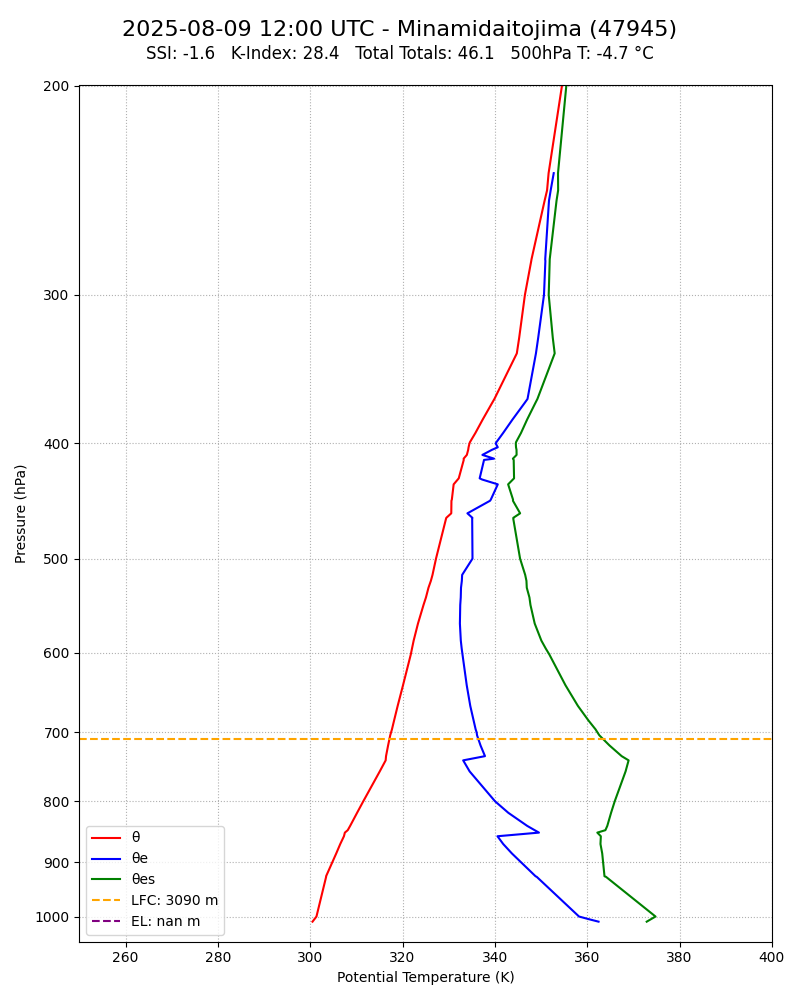 2025-08-09 12:00 UTC - Minamidaitojima (47945)
SSI: -1.6   K-Index: 28.4   Total Totals: 46.1   500hPa T: -4.7 °C
200
300
400
500
600
700
800
900
1000
Pressure (hPa)
θ
θe
θes
LFC: 3090 m
EL: nan m
260 280 300 320 340 360 380 400
Potential Temperature (K)